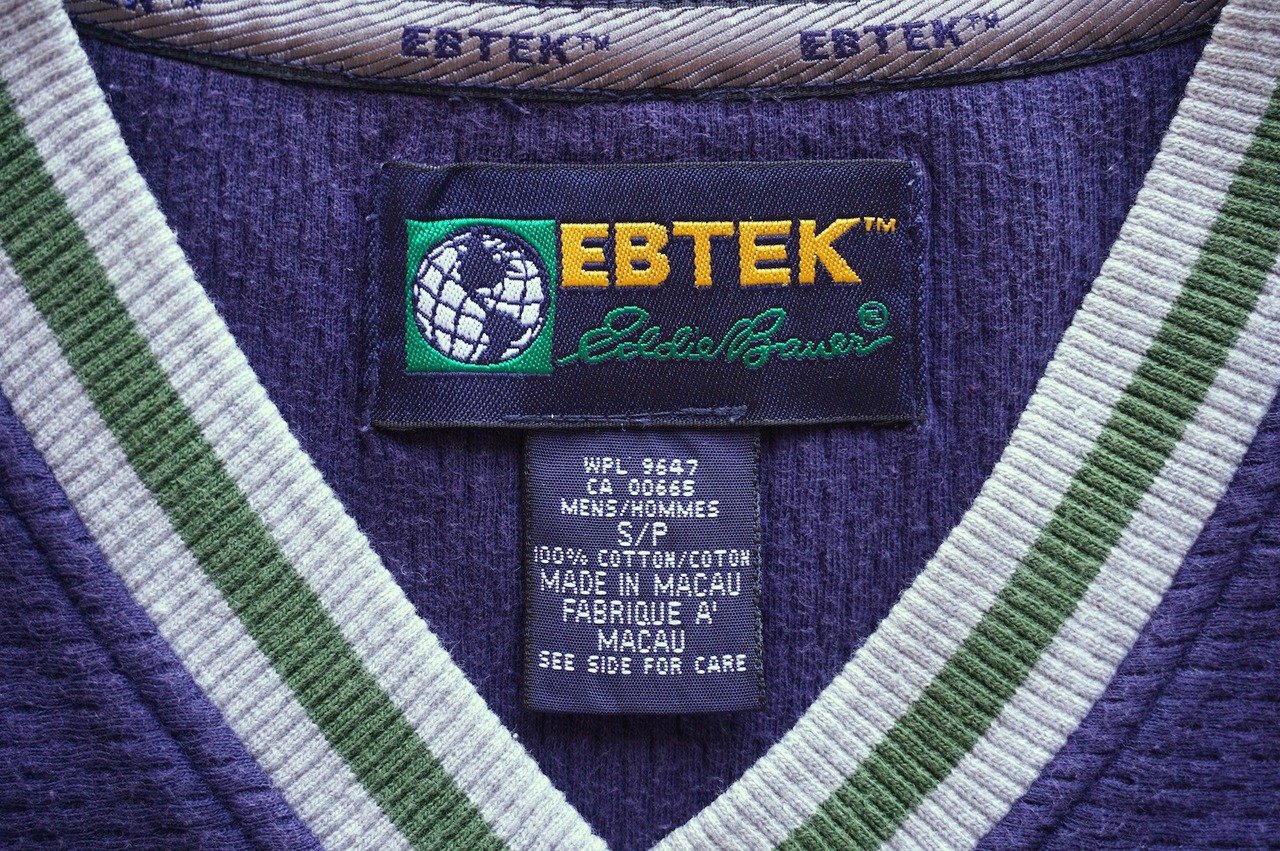 EBTEK™ EBTEK™
EBTEK™
Eddie Bauer®
WPL 9647
CA 00665
MENS/HOMMES
S/P
100% COTTON/COTON
MADE IN MACAU
FABRIQUE A'
MACAU
SEE SIDE FOR CARE